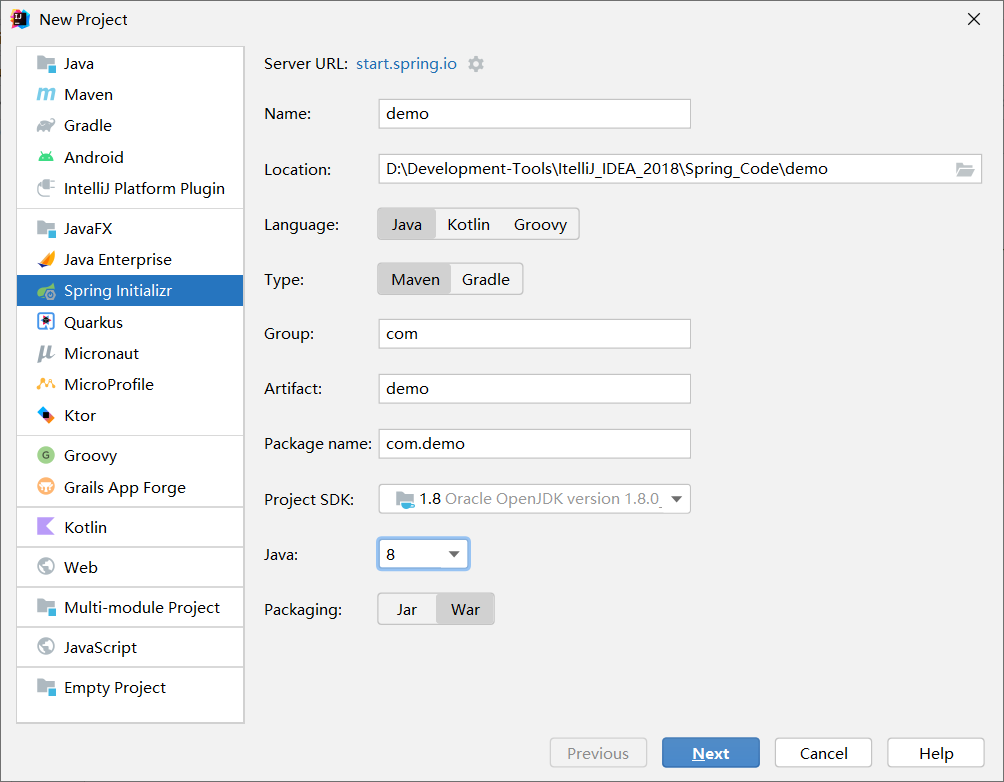 New Project
Java
Maven
Gradle
Android
IntelliJ Platform Plugin
JavaFX
Java Enterprise
Spring Initializr
Quarkus
Micronaut
MicroProfile
Ktor
Groovy
Grails App Forge
Kotlin
Web
Multi-module Project
JavaScript
Empty Project
Server URL: start.spring.io
Name: demo
Location: D:\Development-Tools\ItelliJ_IDEA_2018\Spring_Code\demo
Language: Java Kotlin Groovy
Type: Maven Gradle
Group: com
Artifact: demo
Package name: com.demo
Project SDK: 1.8 Oracle OpenJDK version 1.8.0_
Java: 8
Packaging: Jar War
Previous Next Cancel Help